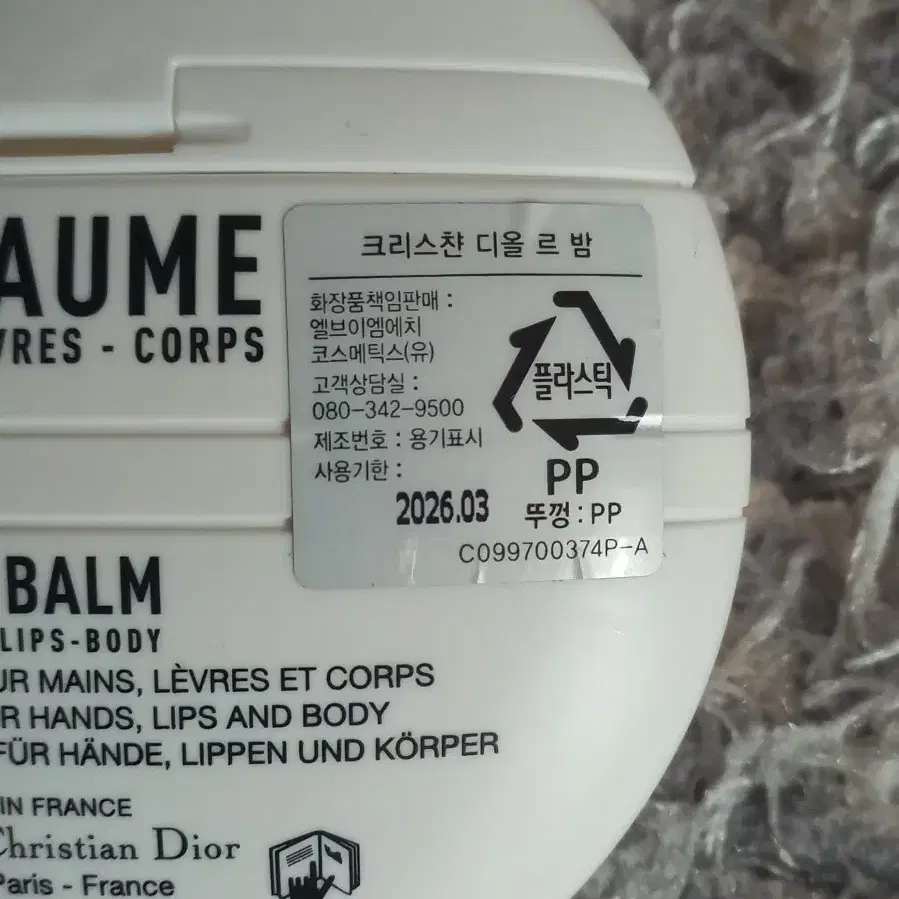 AUME
VRES - CORPS
크리스챤 디올 르 밤
화장품책임판매 :
엘브이엠에치
코스메틱스(유)
고객상담실 :
080-342-9500
제조번호 : 용기표시
사용기한 :
2026.03
플라스틱
PP
뚜껑 : PP
C099700374P-A
BALM
LIPS-BODY
UR MAINS, LÈVRES ET CORPS
R HANDS, LIPS AND BODY
FÜR HÄNDE, LIPPEN UND KÖRPER
IN FRANCE
Christian Dior
Paris - France